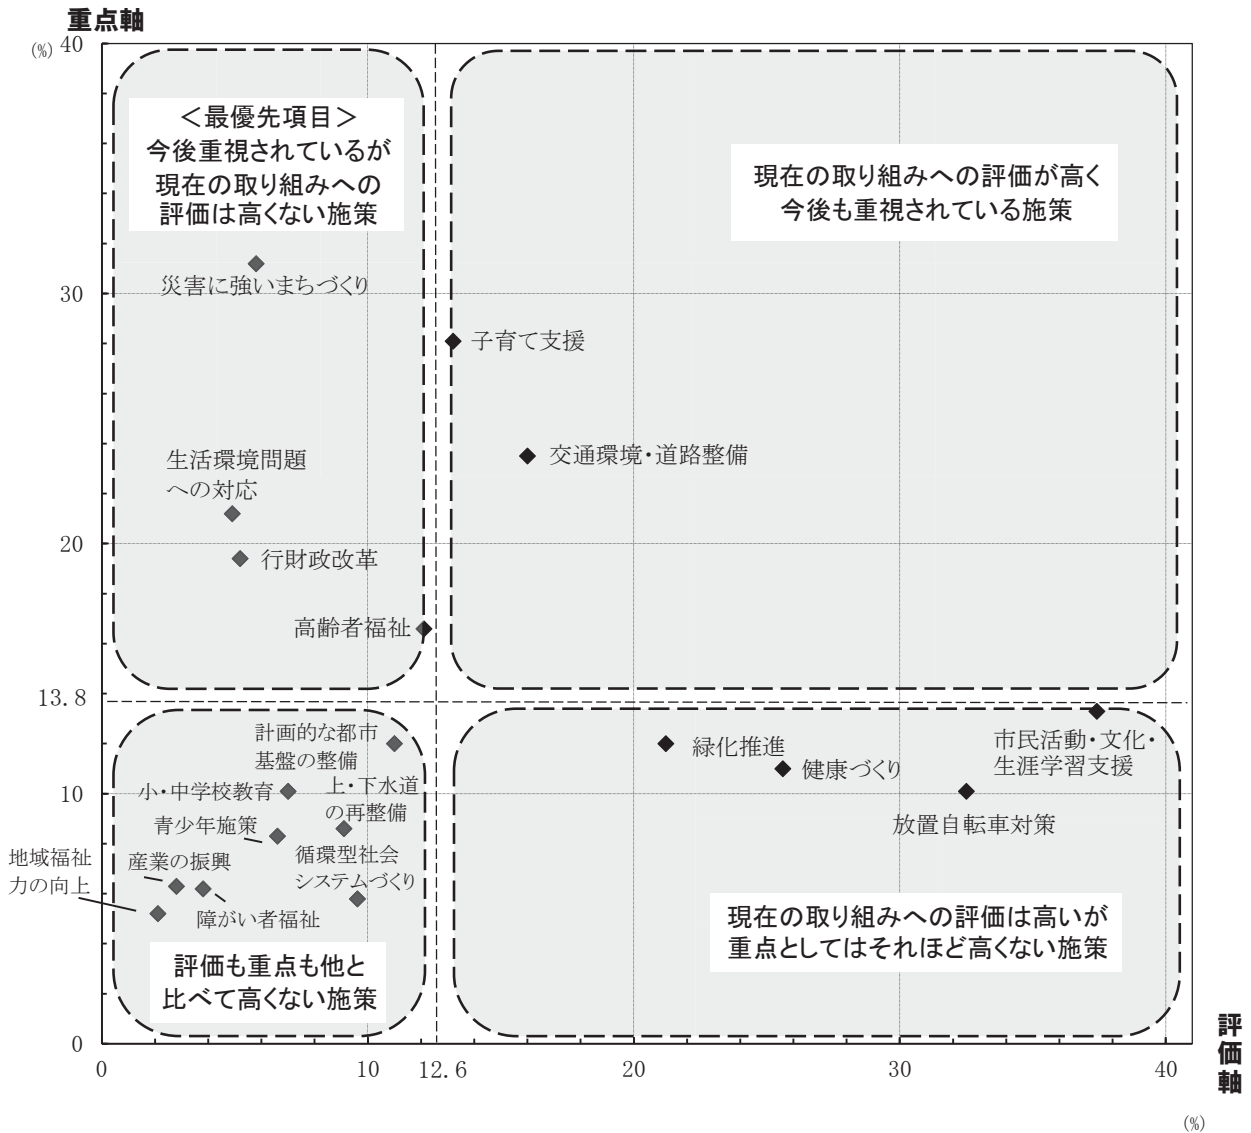 重点軸
(%)
40
＜最優先項目＞
今後重視されているが
現在の取り組みへの
評価は高くない施策
現在の取り組みへの評価が高く
今後も重視されている施策
災害に強いまちづくり
30
子育て支援
交通環境・道路整備
生活環境問題
への対応
20
行財政改革
高齢者福祉
13.8
計画的な都市
基盤の整備
緑化推進
市民活動・文化・
生涯学習支援
健康づくり
10
小・中学校教育
上・下水道
の再整備
青少年施策
放置自転車対策
地域福祉
力の向上
産業の振興
循環型社会
システムづくり
障がい者福祉
現在の取り組みへの評価は高いが
重点としてはそれほど高くない施策
評価も重点も他と
比べて高くない施策
0
0
10
12.6
20
30
40
評価軸
(%)